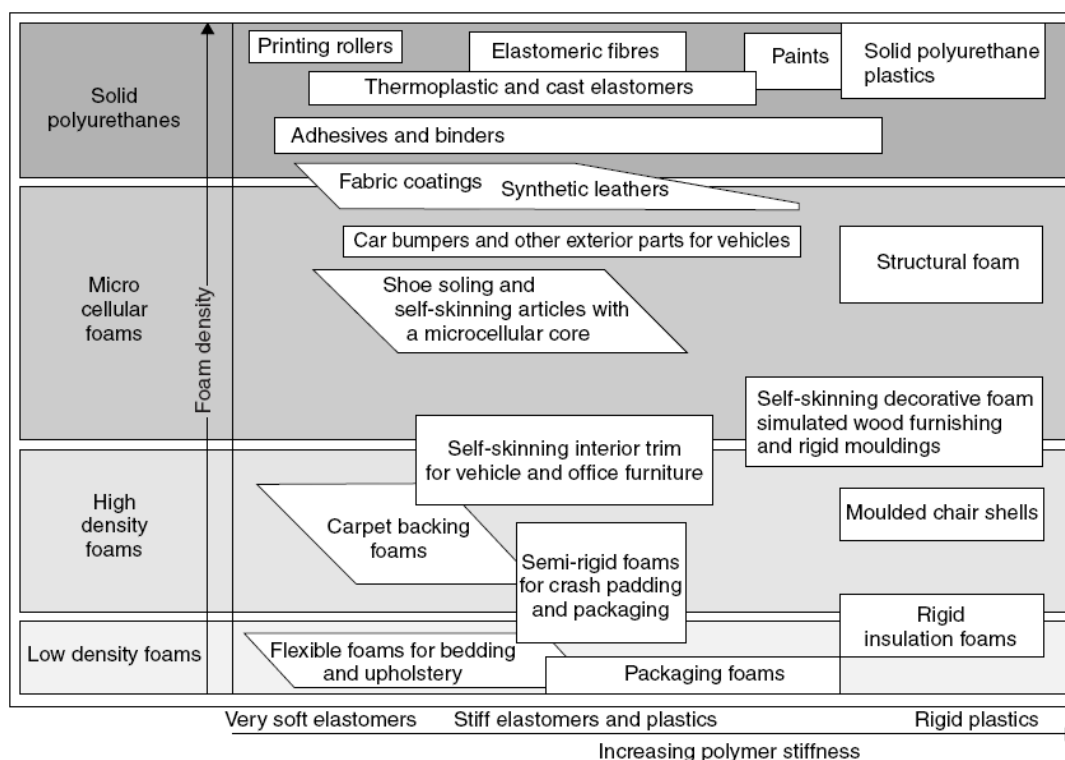 Printing rollers
Elastomeric fibres
Paints
Solid polyurethane
plastics
Thermoplastic and cast elastomers
Solid
polyurethanes
Adhesives and binders
Fabric coatings
Synthetic leathers
Car bumpers and other exterior parts for vehicles
Structural foam
Micro
cellular
foams
Shoe soling and
self-skinning articles with
a microcellular core
Foam density
Self-skinning decorative foam
simulated wood furnishing
and rigid mouldings
Self-skinning interior trim
for vehicle and office furniture
High
density
foams
Carpet backing
foams
Moulded chair shells
Semi-rigid foams
for crash padding
and packaging
Rigid
insulation foams
Low density foams
Flexible foams for bedding
and upholstery
Packaging foams
Very soft elastomers
Stiff elastomers and plastics
Rigid plastics
Increasing polymer stiffness